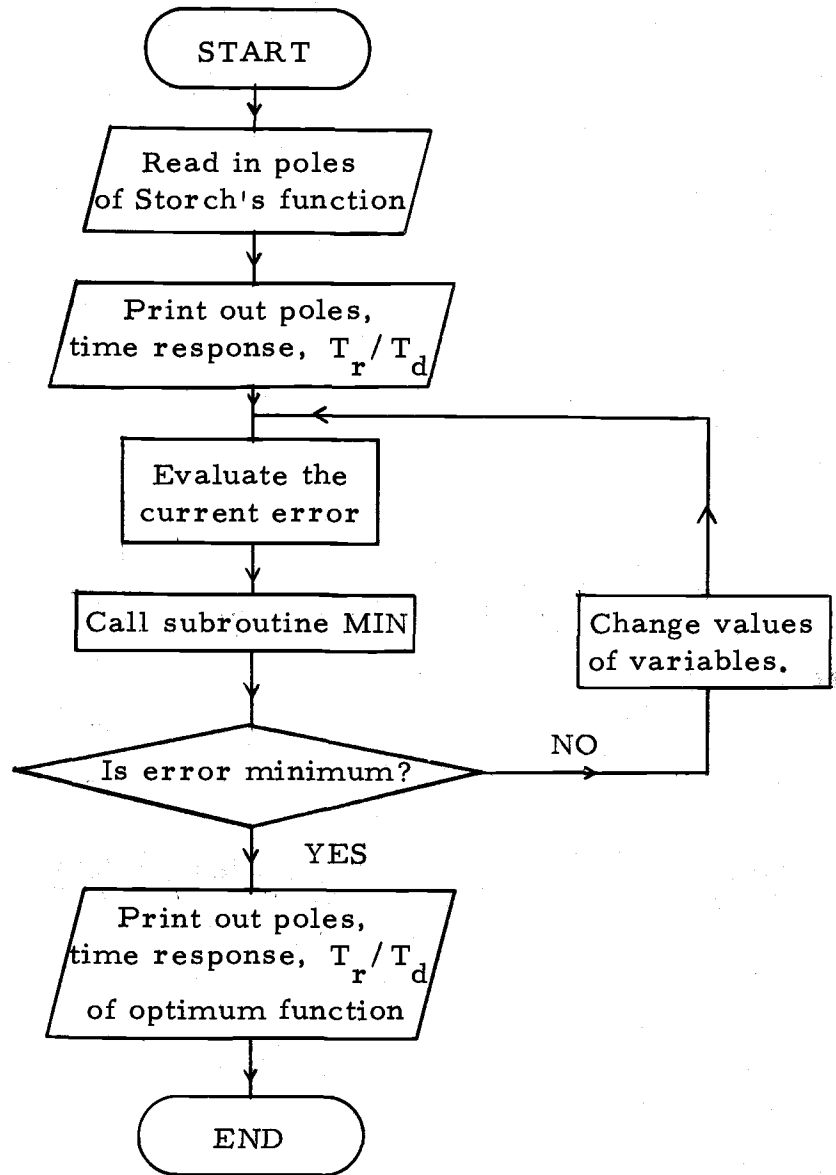 START
Read in poles
of Storch's function
Print out poles,
time response, T_r/T_d
Evaluate the
current error
Call subroutine MIN
Change values
of variables.
Is error minimum?
NO
YES
Print out poles,
time response, T_r/T_d
of optimum function
END